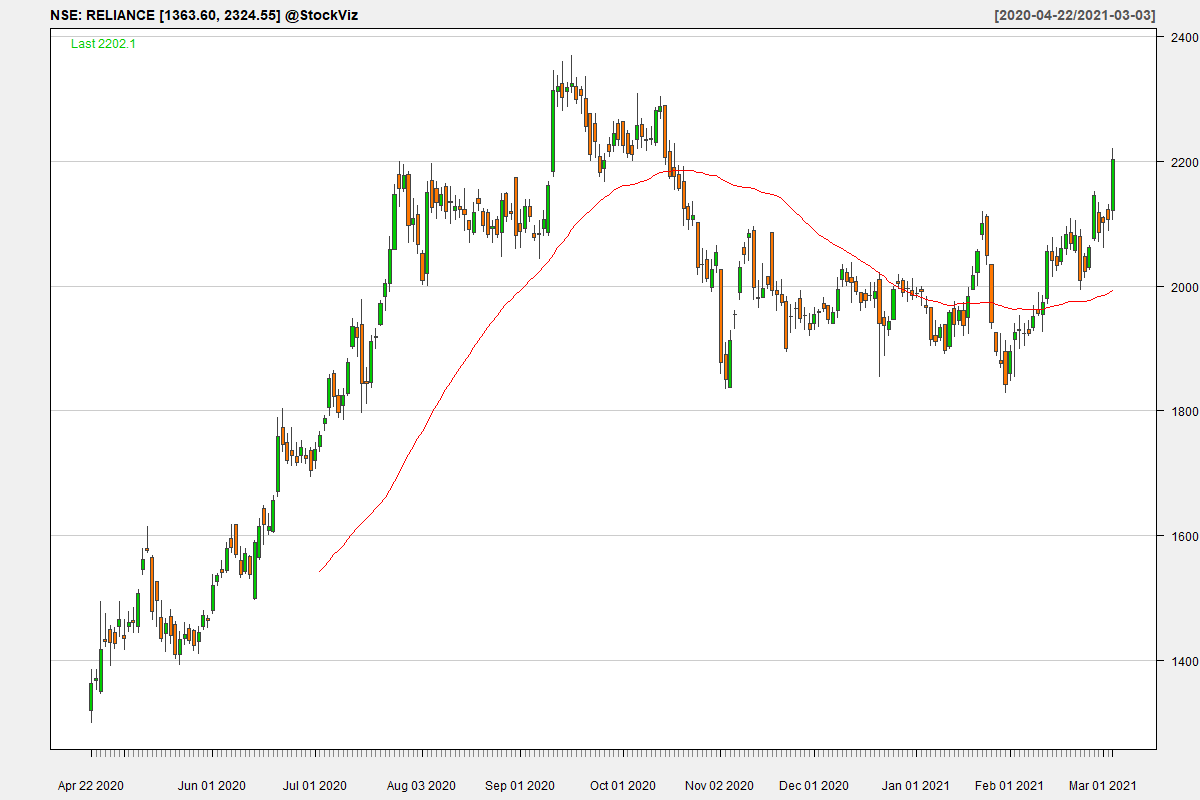 NSE: RELIANCE [1363.60, 2324.55] @StockViz
[2020-04-22/2021-03-03]
Last 2202.1
2400
2200
2000
1800
1600
1400
Apr 22 2020
Jun 01 2020
Jul 01 2020
Aug 03 2020
Sep 01 2020
Oct 01 2020
Nov 02 2020
Dec 01 2020
Jan 01 2021
Feb 01 2021
Mar 01 2021